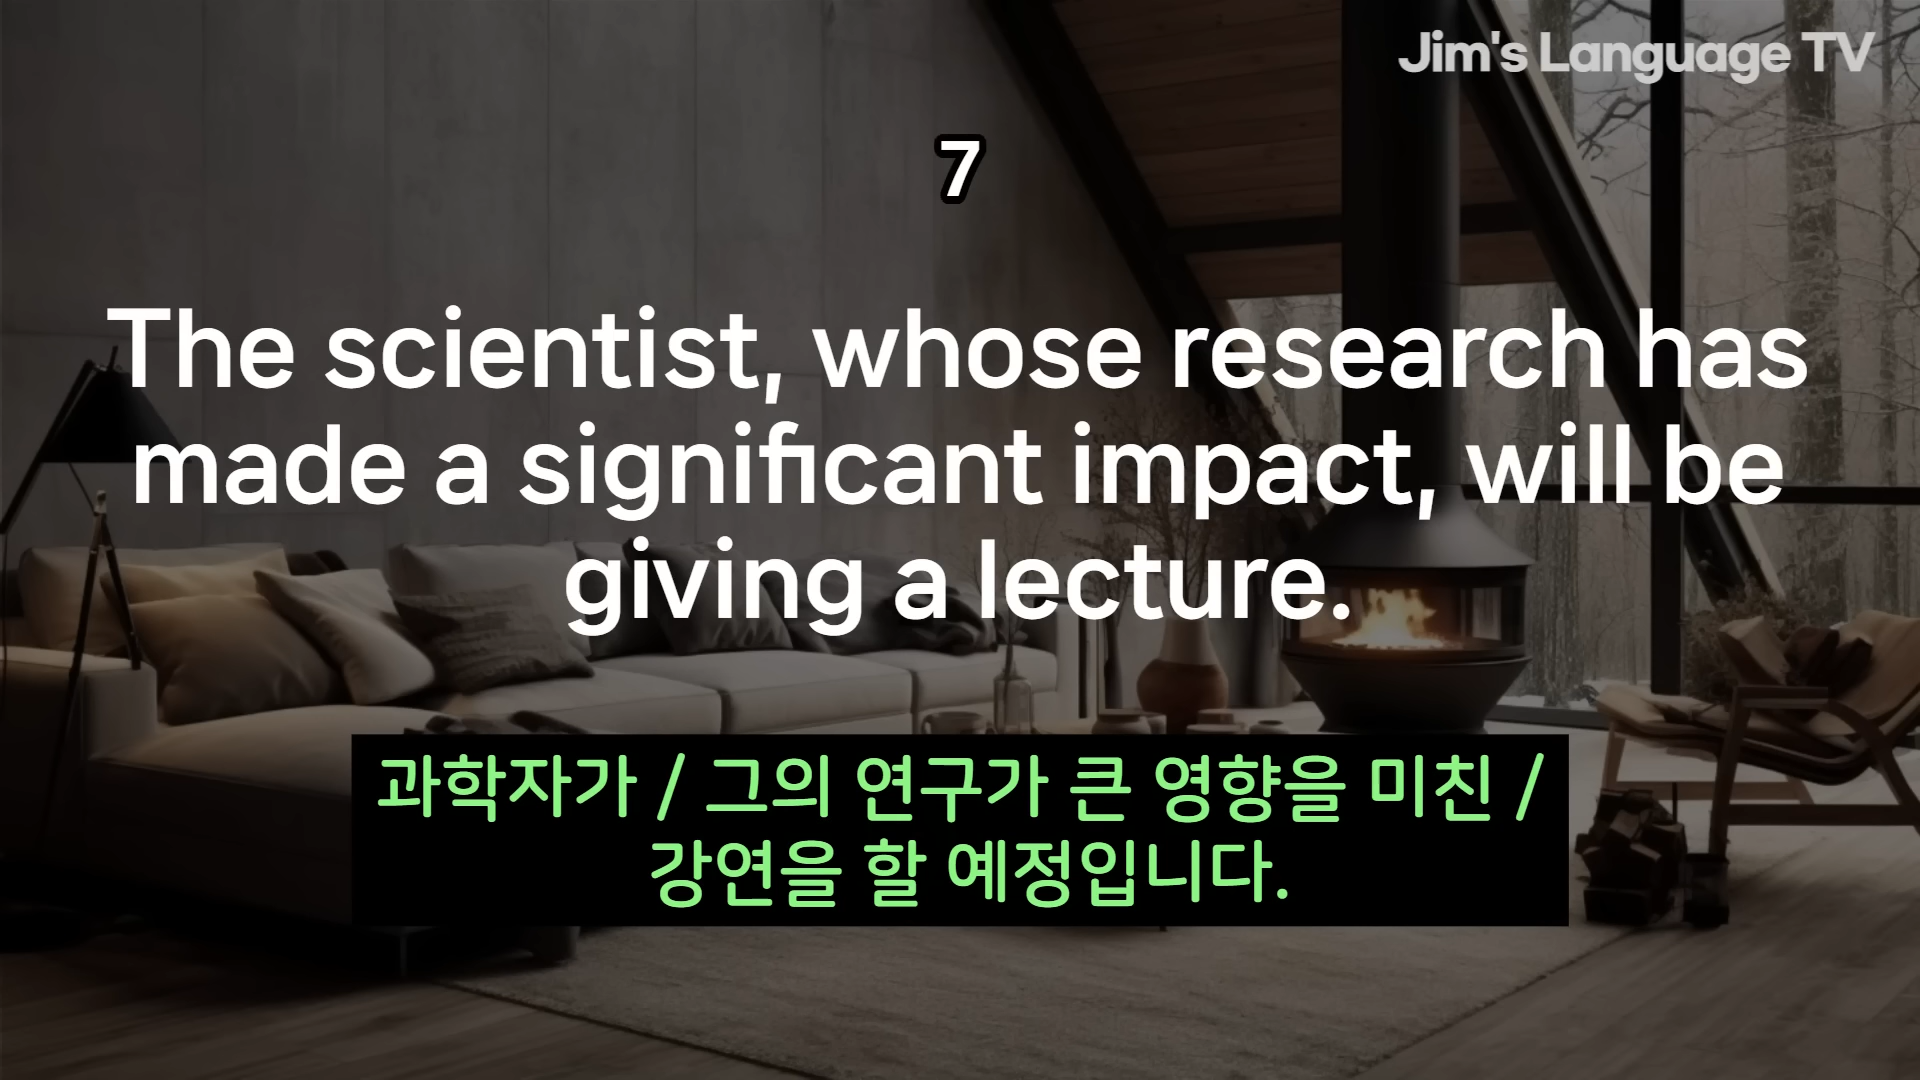 Jim's Language TV
7
The scientist, whose research has
made a significant impact, will be
giving a lecture.
과학자가 / 그의 연구가 큰 영향을 미친 /
강연을 할 예정입니다.